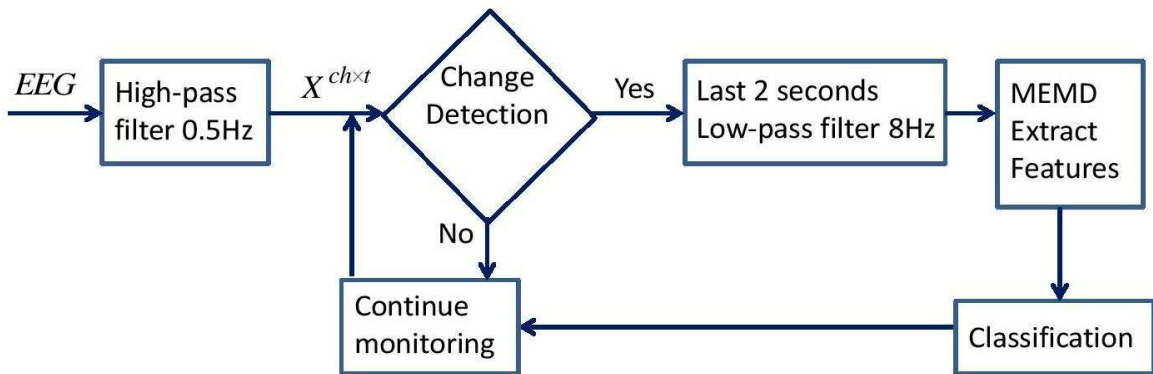 EEG
High-pass
filter 0.5Hz
X^{ch×t}
Change
Detection
Yes
Last 2 seconds
Low-pass filter 8Hz
MEMD
Extract
Features
No
Continue
monitoring
Classification